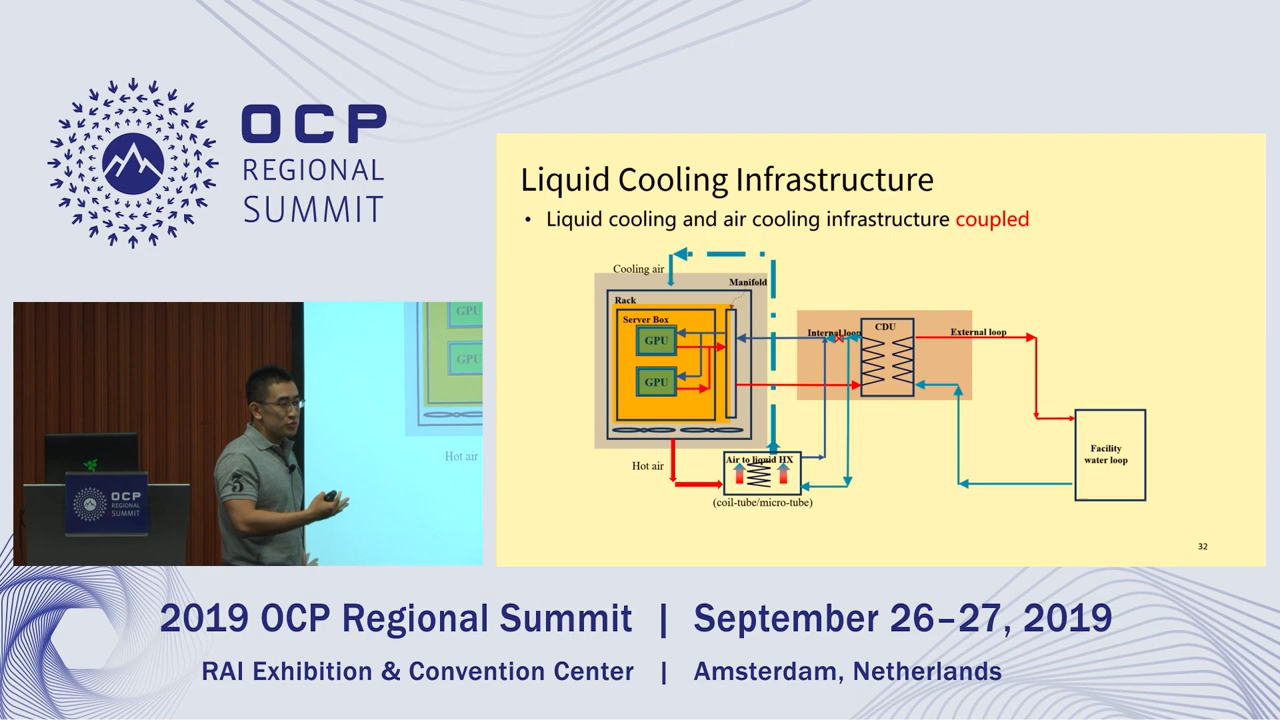 OCP
REGIONAL
SUMMIT
Liquid Cooling Infrastructure
• Liquid cooling and air cooling infrastructure coupled
Cooling air
Manifold
Rack
Server Box
GPU
GPU
Internal loop
CDU
External loop
Hot air
Air to liquid HX
(coil-tube/micro-tube)
Facility
water loop
32
GPU
GPU
Hot air
3
OCP
REGIONAL
SUMMIT
2019 OCP Regional Summit | September 26–27, 2019
RAI Exhibition & Convention Center | Amsterdam, Netherlands